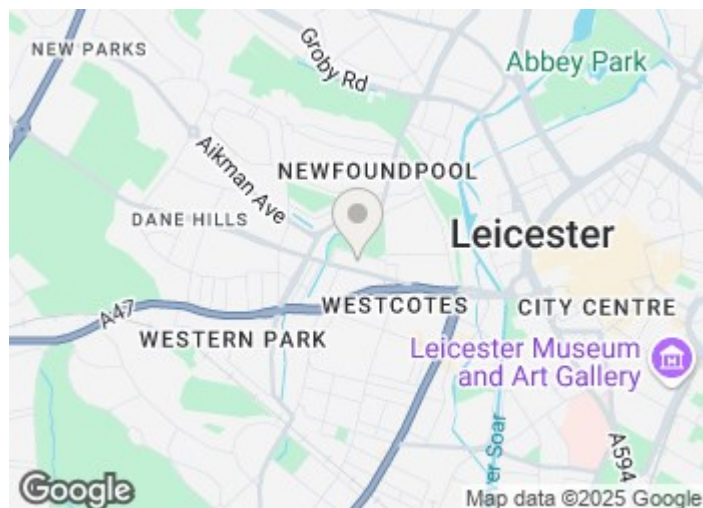 NEW PARKS
Groby Rd
Abbey Park
Aikman Ave
NEWFOUNDPOOL
DANE HILLS
Leicester
A47
WESTCOTES
CITY CENTRE
WESTERN PARK
Leicester Museum
and Art Gallery
Soar
A594
Google
Map data ©2025 Google